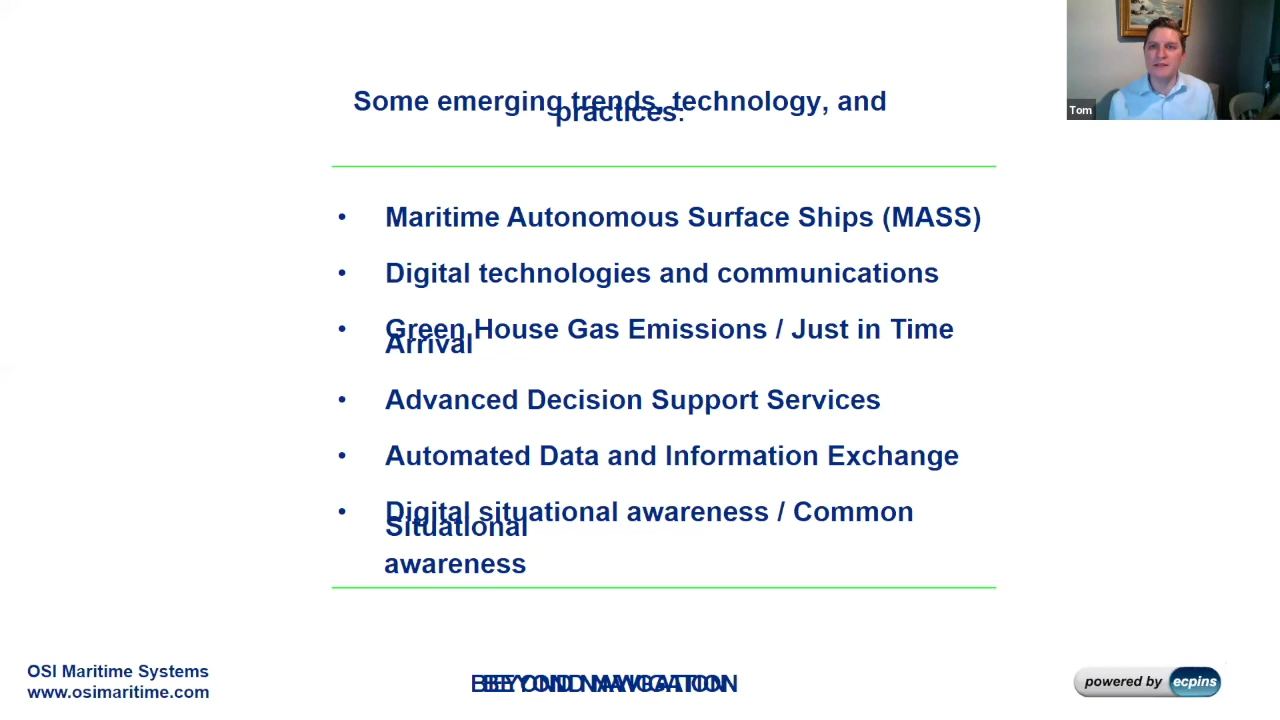 Tom
Some emerging trends, technology, and
practices:
• Maritime Autonomous Surface Ships (MASS)
• Digital technologies and communications
• Green House Gas Emissions / Just in Time
Arrival
• Advanced Decision Support Services
• Automated Data and Information Exchange
• Digital situational awareness / Common
Situational
awareness
OSI Maritime Systems
www.osimaritime.com
BEYOND NAVIGATION
powered by ecpins